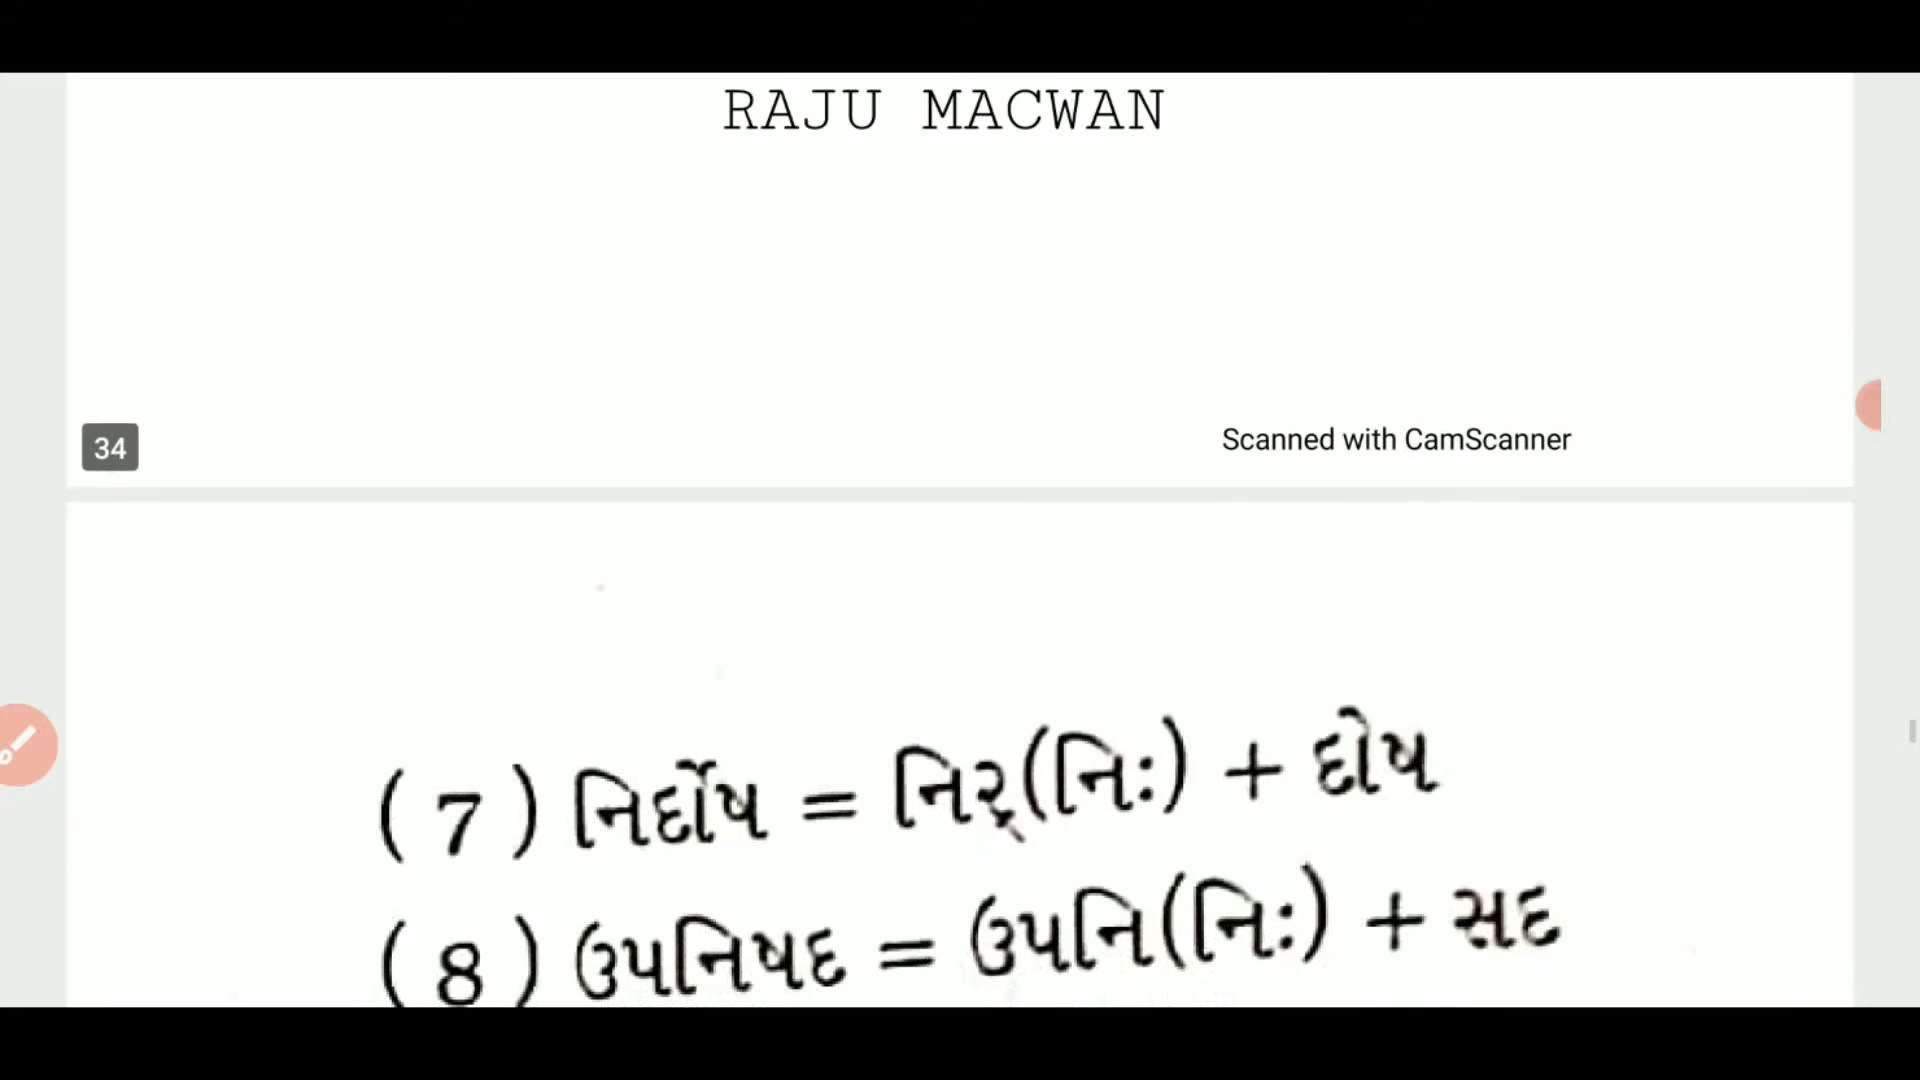 RAJU MACWAN
34
Scanned with CamScanner
( 7 ) નિર્દોષ = નિર્(નિઃ) + દોષ
( 8 ) ઉપનિષદ = ઉપનિ(નિઃ) + સદ